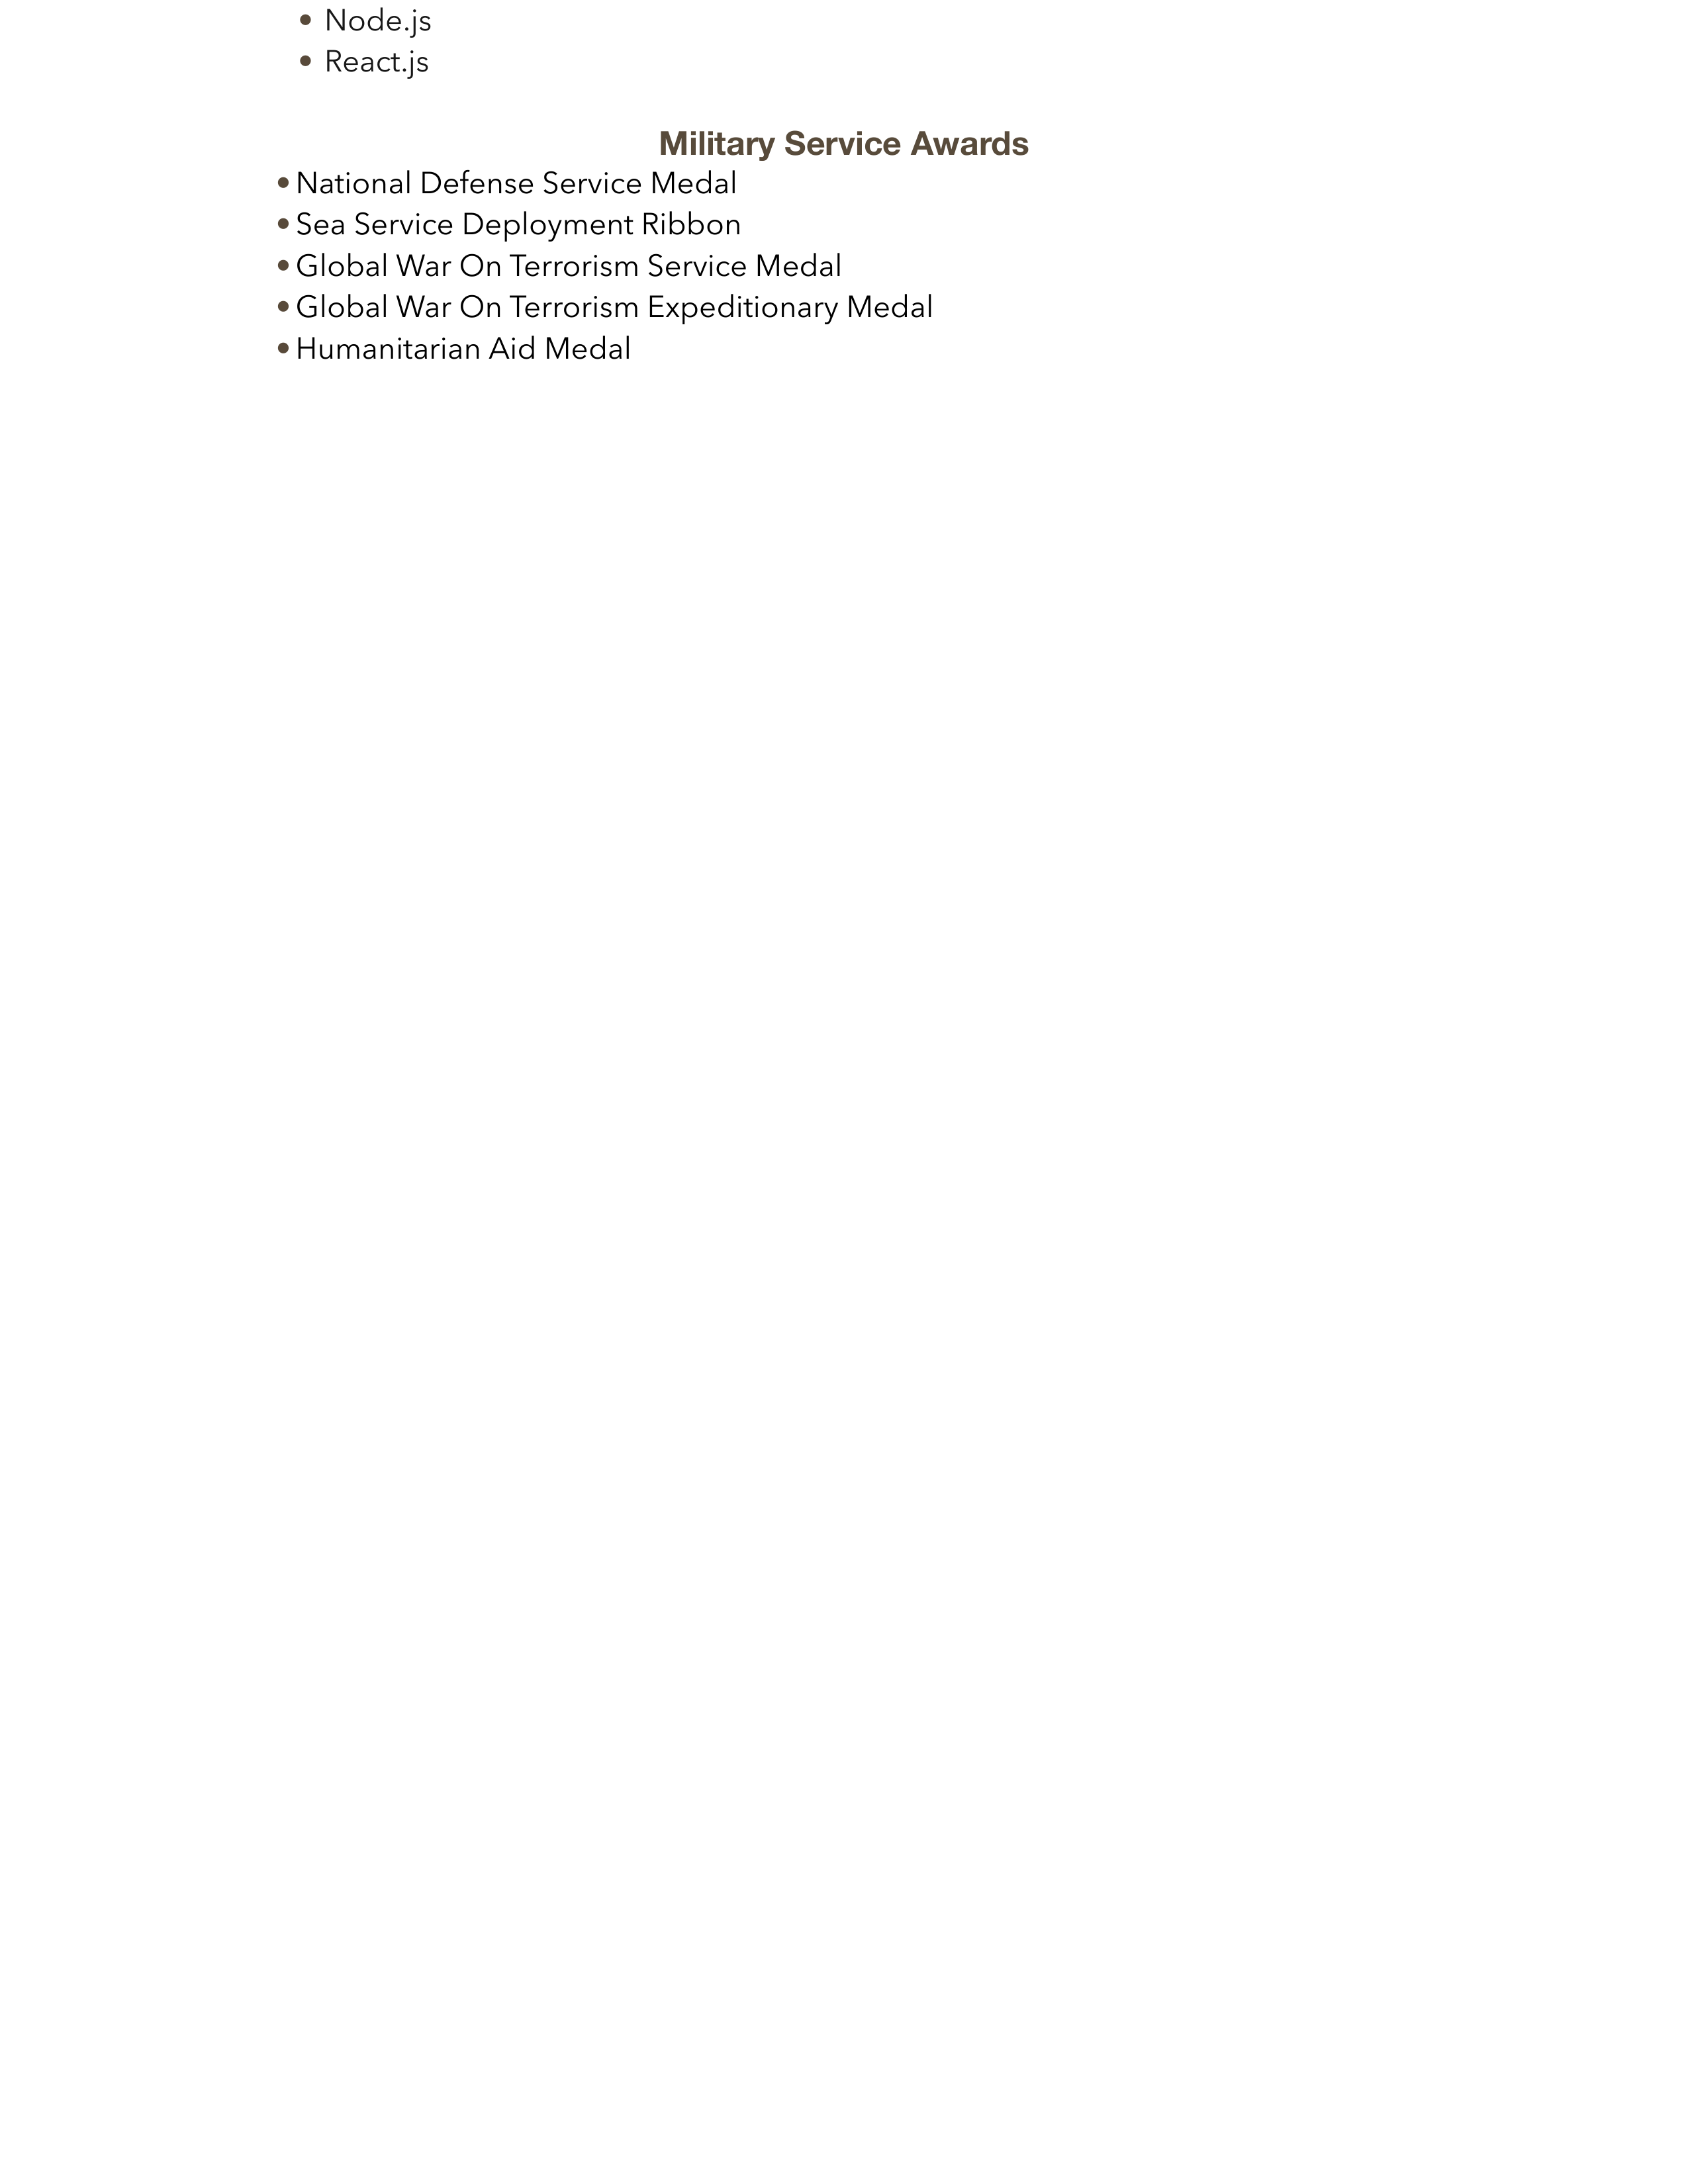 • Node.js
• React.js
Military Service Awards
• National Defense Service Medal
• Sea Service Deployment Ribbon
• Global War On Terrorism Service Medal
• Global War On Terrorism Expeditionary Medal
• Humanitarian Aid Medal